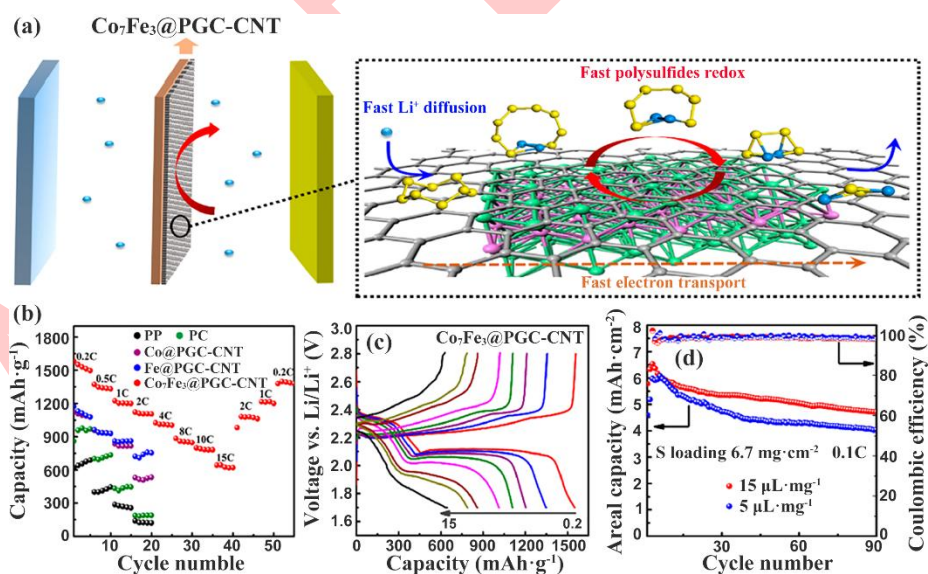 (a)
Co₇Fe₃@PGC-CNT
Fast polysulfides redox
Fast Li⁺ diffusion
Fast electron transport
(b)
1800
1500
1200
900
600
300
0
Capacity (mAh·g⁻¹)
PP PC
Co@PGC-CNT
Fe@PGC-CNT
Co₇Fe₃@PGC-CNT
0.2C
0.5C
1C
2C
4C
8C
10C
15C
2C
1C
0.2C
0 10 20 30 40 50
Cycle numble
(c)
Co₇Fe₃@PGC-CNT
3.0
2.8
2.6
2.4
2.2
2.0
1.8
1.6
Voltage vs. Li/Li⁺ (V)
15
0.2
0 300 600 900 1200 1500
Capacity (mAh·g⁻¹)
(d)
8
7
6
5
4
3
2
1
0
Areal capacity (mAh·cm⁻²)
S loading 6.7 mg·cm⁻² 0.1C
15 μL·mg⁻¹
5 μL·mg⁻¹
100
80
60
40
20
0
Coulombic efficiency (%)
0 15 30 45 60 75 90
Cycle number